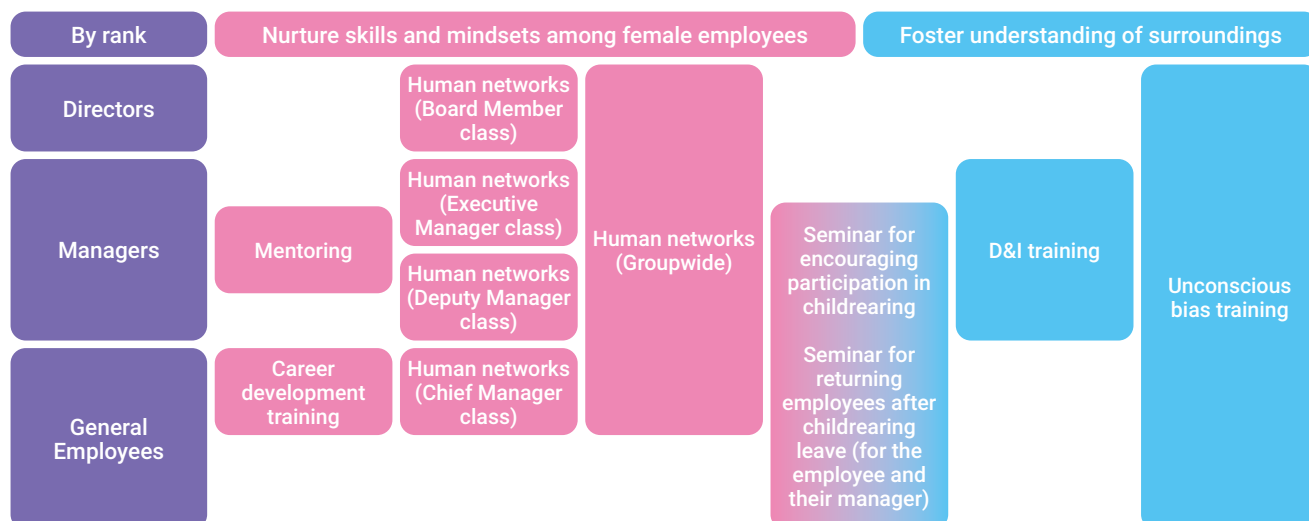 By rank
Nurture skills and mindsets among female employees
Foster understanding of surroundings
Directors
Managers
General
Employees
Mentoring
Career
development
training
Human networks
(Board Member
class)
Human networks
(Executive
Manager class)
Human networks
(Deputy Manager
class)
Human networks
(Chief Manager
class)
Human networks
(Groupwide)
Seminar for
encouraging
participation in
childrearing
Seminar for
returning
employees after
childrearing
leave (for the
employee and
their manager)
D&I training
Unconscious
bias training